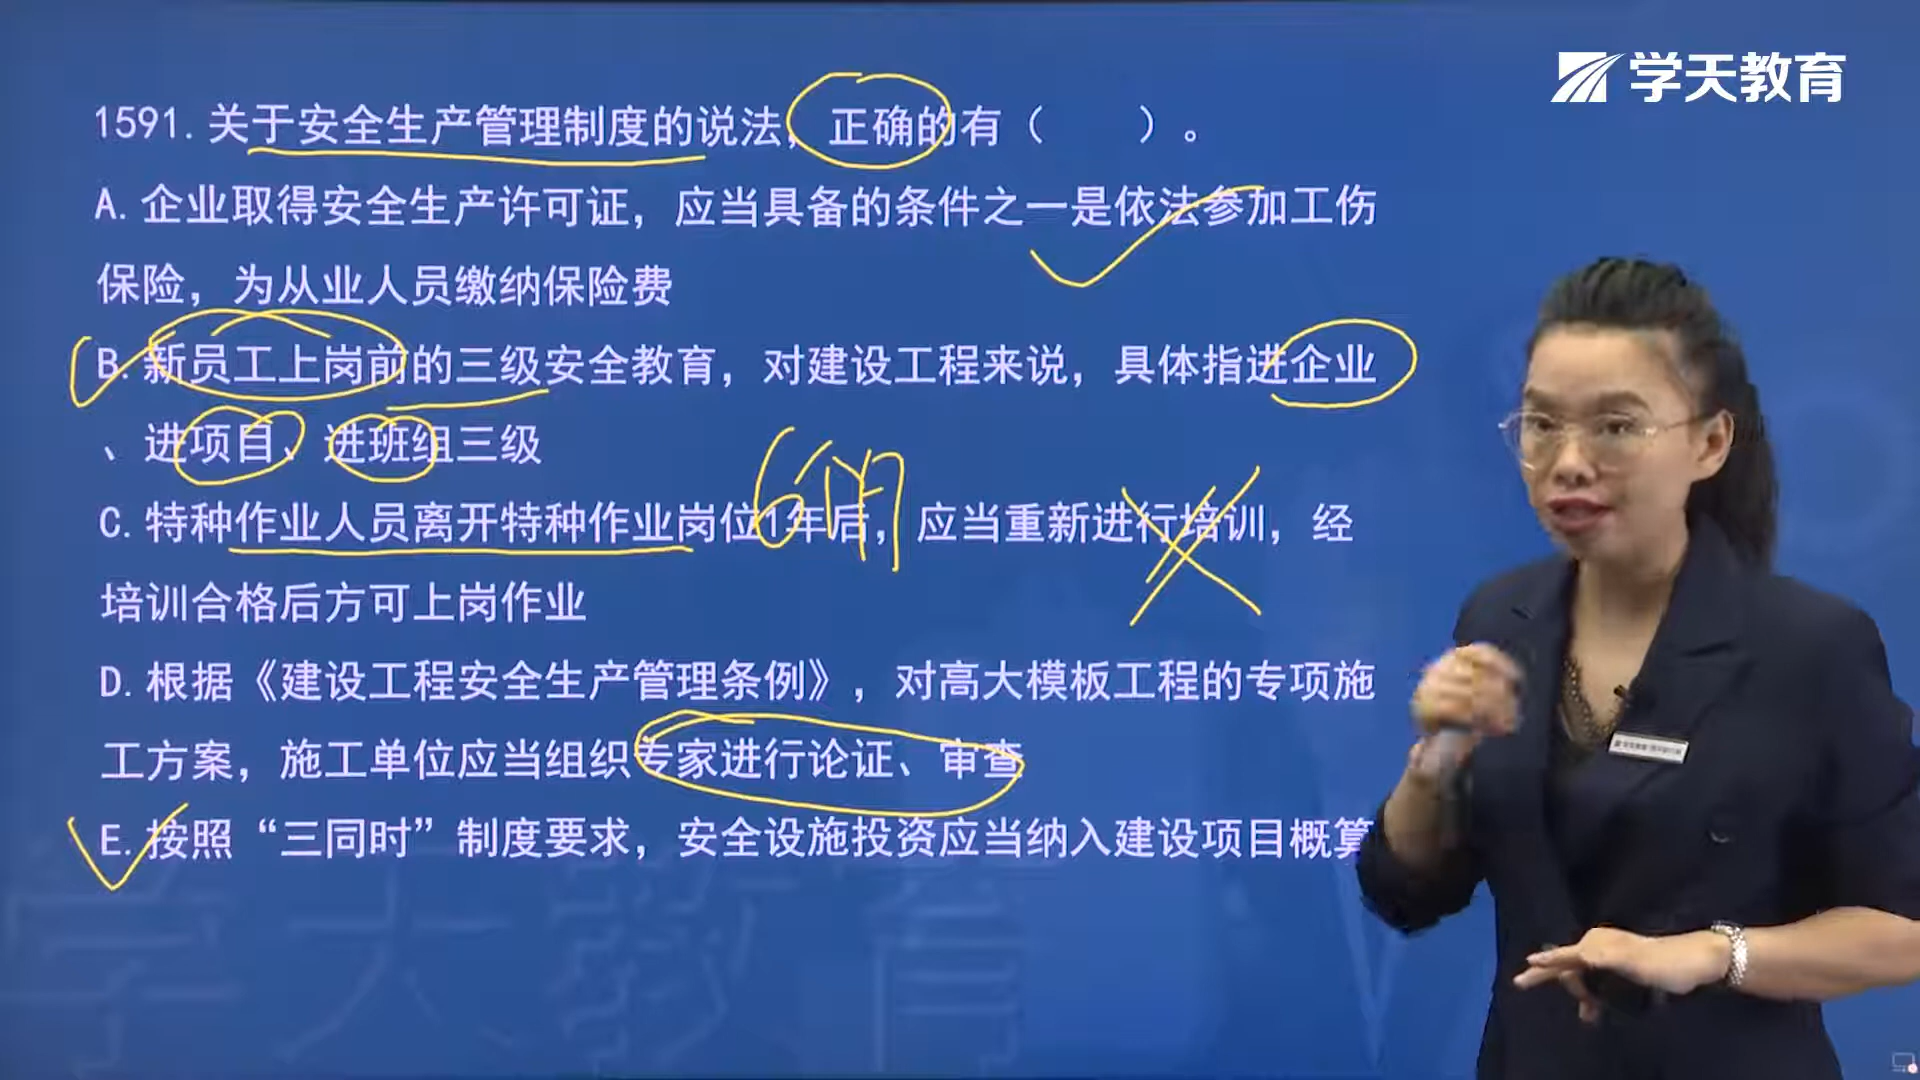 学天教育
1591.关于安全生产管理制度的说法，正确的有（　　）。
A.企业取得安全生产许可证，应当具备的条件之一是依法参加工伤
保险，为从业人员缴纳保险费
B.新员工上岗前的三级安全教育，对建设工程来说，具体指进企业
、进项目、进班组三级
6个月
C.特种作业人员离开特种作业岗位1年后，应当重新进行培训，经
培训合格后方可上岗作业
D.根据《建设工程安全生产管理条例》，对高大模板工程的专项施
工方案，施工单位应当组织专家进行论证、审查
E.按照“三同时”制度要求，安全设施投资应当纳入建设项目概算
学天教育